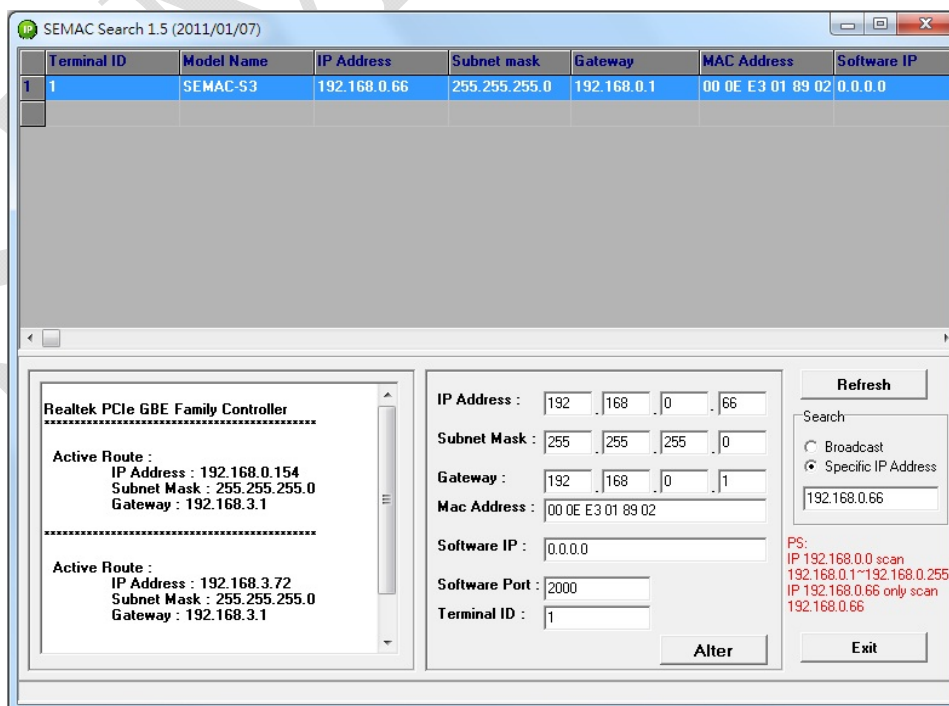 SEMAC Search 1.5 (2011/01/07)
Terminal ID Model Name IP Address Subnet mask Gateway MAC Address Software IP
1 1 SEMAC-S3 192.168.0.66 255.255.255.0 192.168.0.1 00 0E E3 01 89 02 0.0.0.0
Realtek PCIe GBE Family Controller
*********************************************
Active Route :
IP Address : 192.168.0.154
Subnet Mask : 255.255.255.0
Gateway : 192.168.3.1
*********************************************
Active Route :
IP Address : 192.168.3.72
Subnet Mask : 255.255.255.0
Gateway : 192.168.3.1
IP Address : 192 . 168 . 0 . 66
Subnet Mask : 255 . 255 . 255 . 0
Gateway : 192 . 168 . 0 . 1
Mac Address : 00 0E E3 01 89 02
Software IP : 0.0.0.0
Software Port : 2000
Terminal ID : 1
Alter
Refresh
Search
Broadcast
Specific IP Address
192.168.0.66
PS:
IP 192.168.0.0 scan
192.168.0.1~192.168.0.255
IP 192.168.0.66 only scan
192.168.0.66
Exit